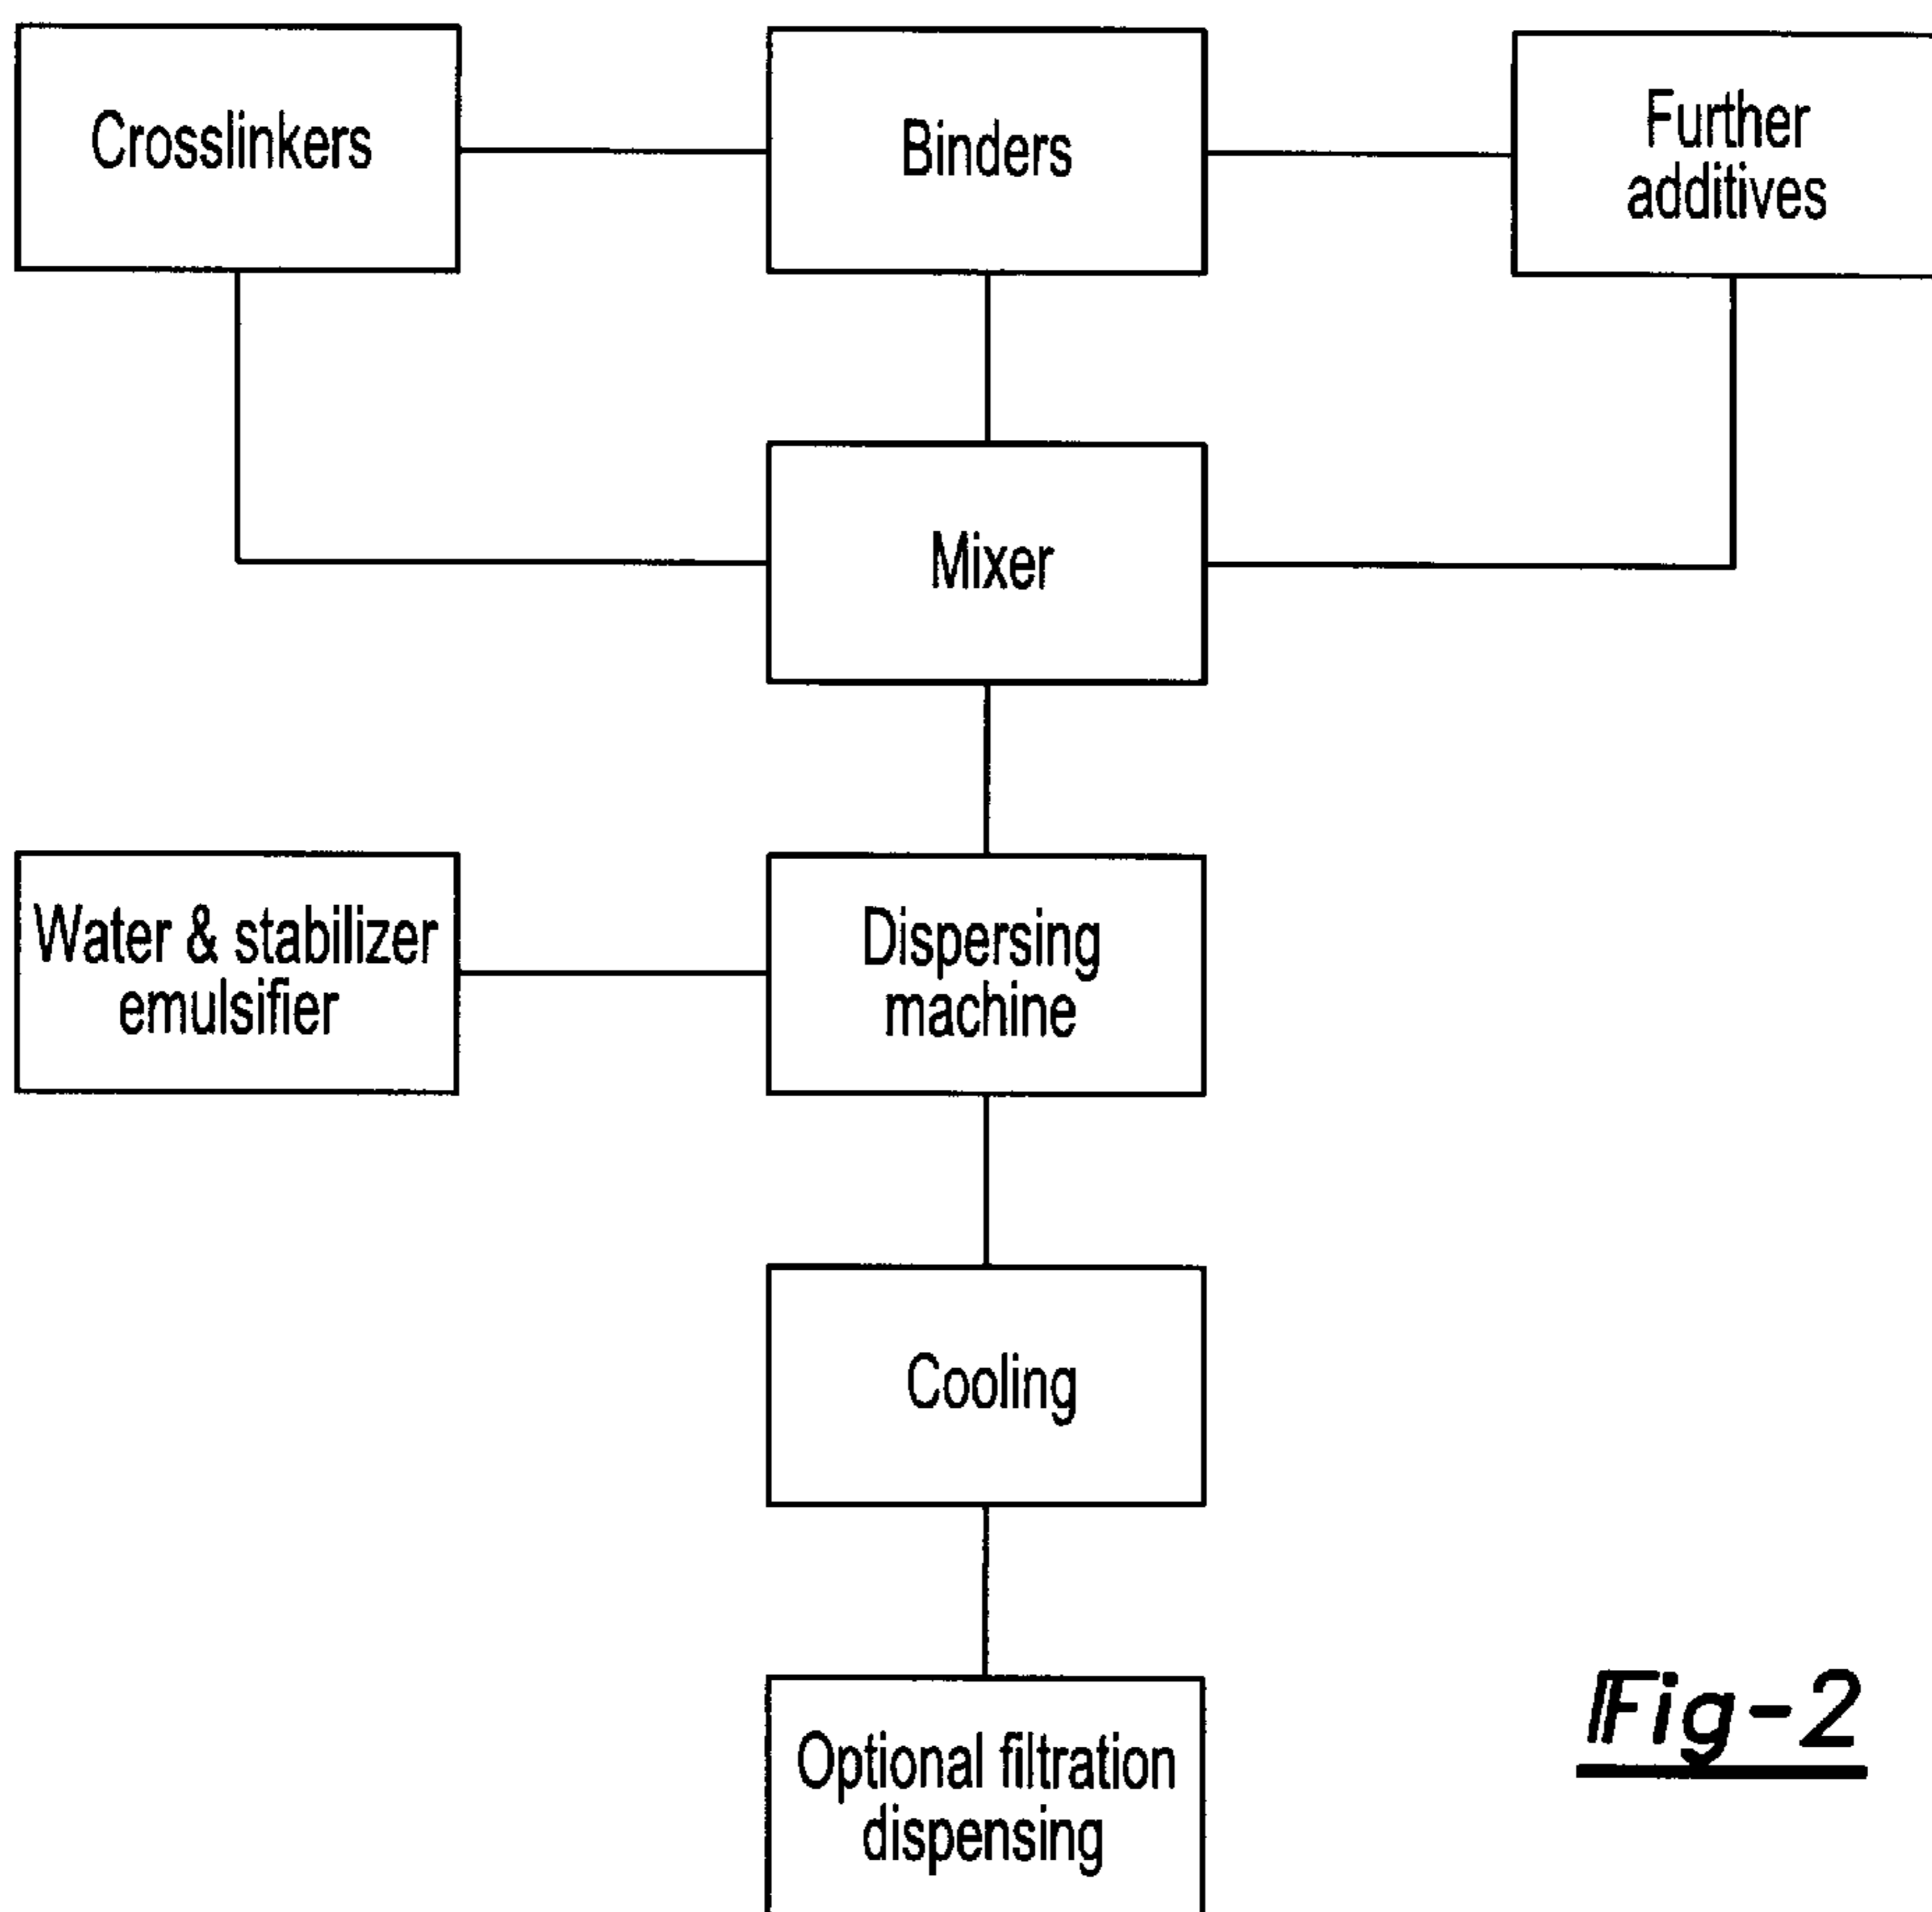 Crosslinkers
Binders
Further
additives
Mixer
Water & stabilizer
emulsifier
Dispersing
machine
Cooling
Optional filtration
dispensing
Fig-2